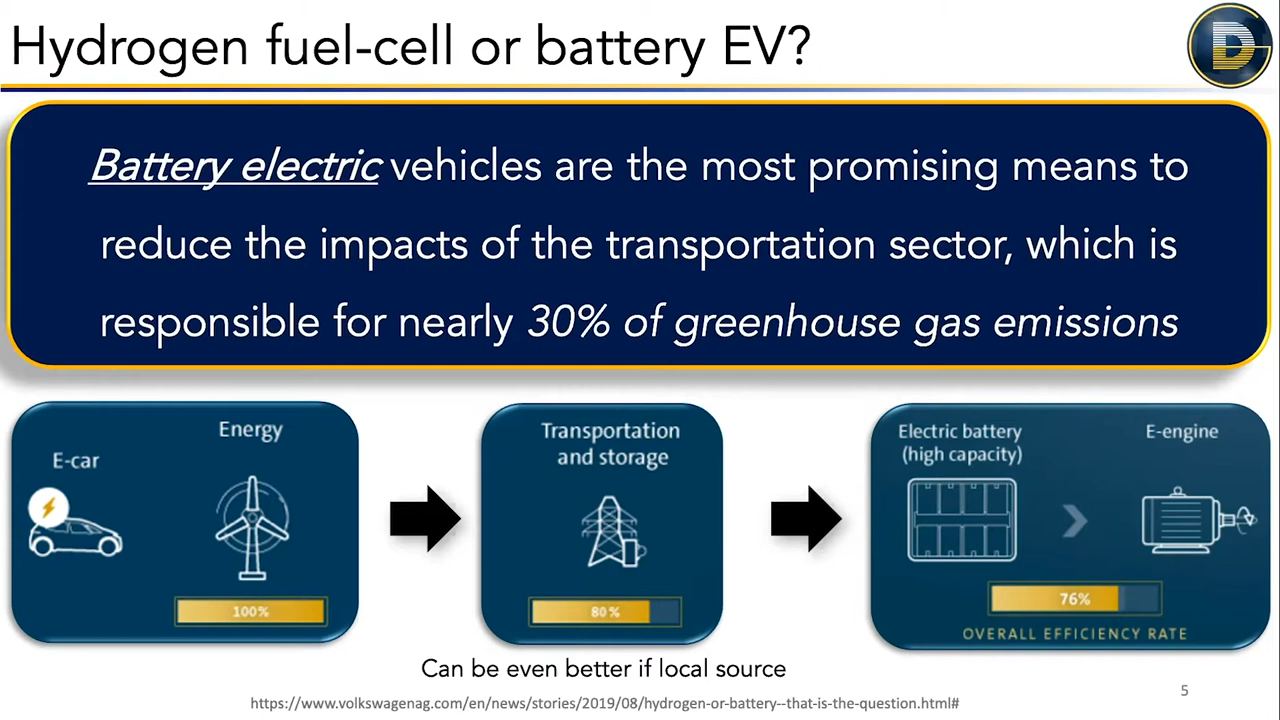 Hydrogen fuel-cell or battery EV?
Battery electric vehicles are the most promising means to
reduce the impacts of the transportation sector, which is
responsible for nearly 30% of greenhouse gas emissions
E-car
Energy
100%
Transportation
and storage
80%
Electric battery
(high capacity)
E-engine
76%
OVERALL EFFICIENCY RATE
Can be even better if local source
https://www.volkswagenag.com/en/news/stories/2019/08/hydrogen-or-battery--that-is-the-question.html#
5